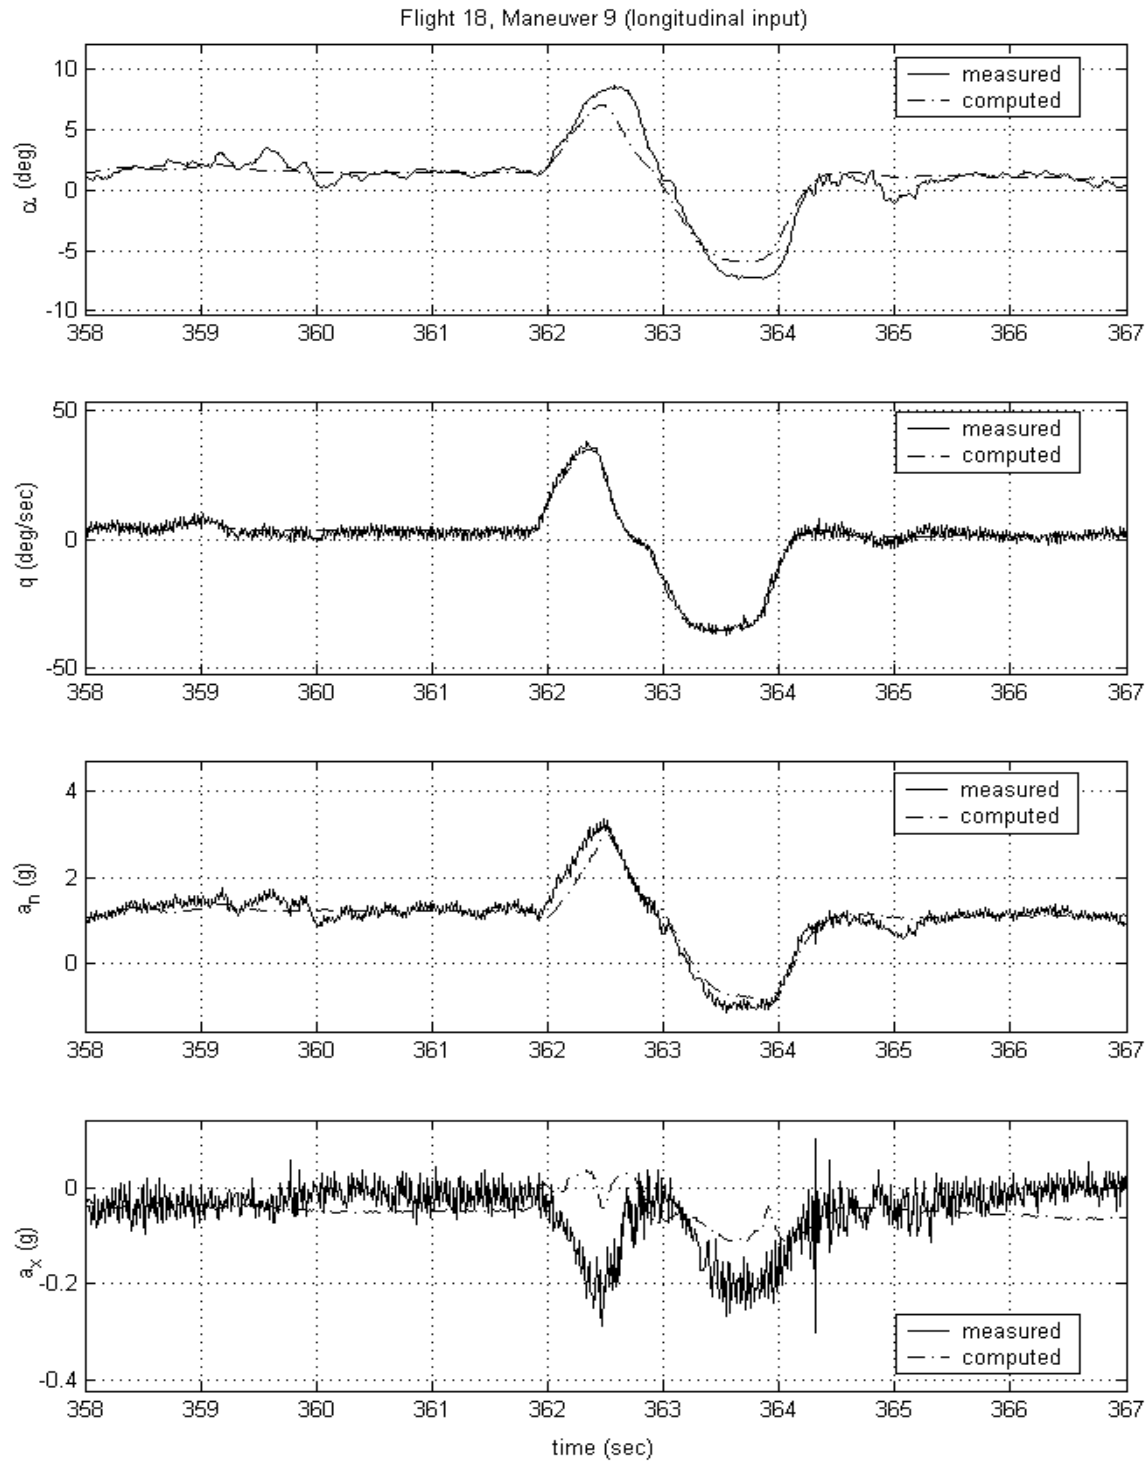 Flight 18, Maneuver 9 (longitudinal input)
10
5
0
-5
-10
α (deg)
measured
computed
358 359 360 361 362 363 364 365 366 367
50
0
-50
q (deg/sec)
measured
computed
358 359 360 361 362 363 364 365 366 367
4
2
0
a_n (g)
measured
computed
358 359 360 361 362 363 364 365 366 367
0
-0.2
-0.4
a_x (g)
measured
computed
358 359 360 361 362 363 364 365 366 367
time (sec)